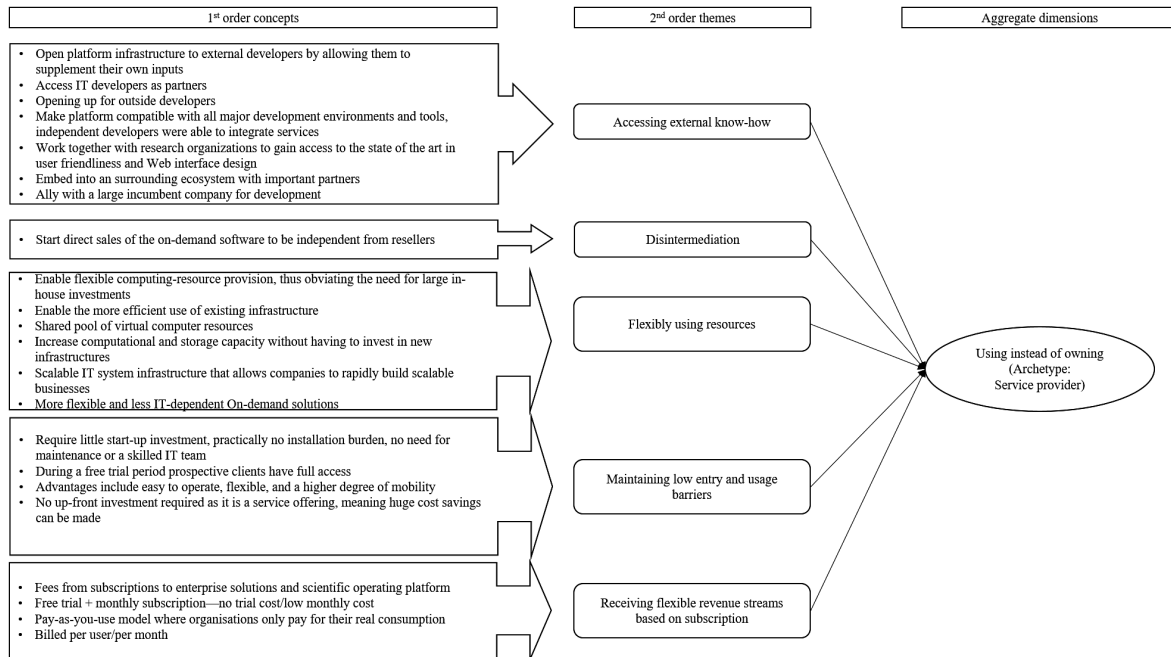 1st order concepts
2nd order themes
Aggregate dimensions
• Open platform infrastructure to external developers by allowing them to
supplement their own inputs
• Access IT developers as partners
• Opening up for outside developers
• Make platform compatible with all major development environments and tools,
independent developers were able to integrate services
• Work together with research organizations to gain access to the state of the art in
user friendliness and Web interface design
• Embed into an surrounding ecosystem with important partners
• Ally with a large incumbent company for development
Accessing external know-how
• Start direct sales of the on-demand software to be independent from resellers
Disintermediation
• Enable flexible computing-resource provision, thus obviating the need for large in-
house investments
• Enable the more efficient use of existing infrastructure
• Shared pool of virtual computer resources
• Increase computational and storage capacity without having to invest in new
infrastructures
• Scalable IT system infrastructure that allows companies to rapidly build scalable
businesses
• More flexible and less IT-dependent On-demand solutions
Flexibly using resources
Using instead of owning
(Archetype:
Service provider)
• Require little start-up investment, practically no installation burden, no need for
maintenance or a skilled IT team
• During a free trial period prospective clients have full access
• Advantages include easy to operate, flexible, and a higher degree of mobility
• No up-front investment required as it is a service offering, meaning huge cost savings
can be made
Maintaining low entry and usage
barriers
• Fees from subscriptions to enterprise solutions and scientific operating platform
• Free trial + monthly subscription—no trial cost/low monthly cost
• Pay-as-you-use model where organisations only pay for their real consumption
• Billed per user/per month
Receiving flexible revenue streams
based on subscription